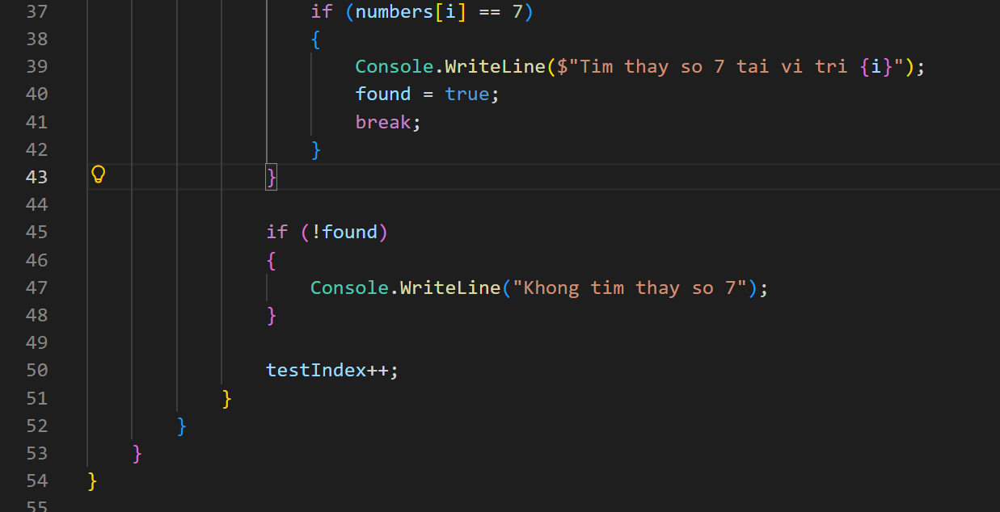 37 if (numbers[i] == 7)
38 {
39 Console.WriteLine($"Tim thay so 7 tai vi tri {i}");
40 found = true;
41 break;
42 }
43 }
44
45 if (!found)
46 {
47 Console.WriteLine("Khong tim thay so 7");
48 }
49
50 testIndex++;
51 }
52 }
53 }
54 }
55